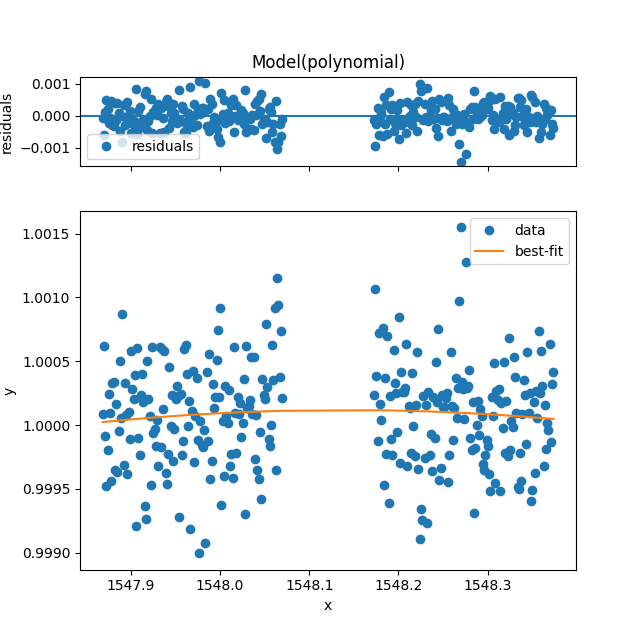 Model(polynomial)
residuals
0.001
0.000
−0.001
residuals
y
1.0015
1.0010
1.0005
1.0000
0.9995
0.9990
data
best-fit
1547.9
1548.0
1548.1
1548.2
1548.3
x